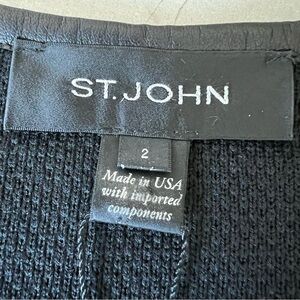 ST. JOHN
2
Made in USA
with imported
components